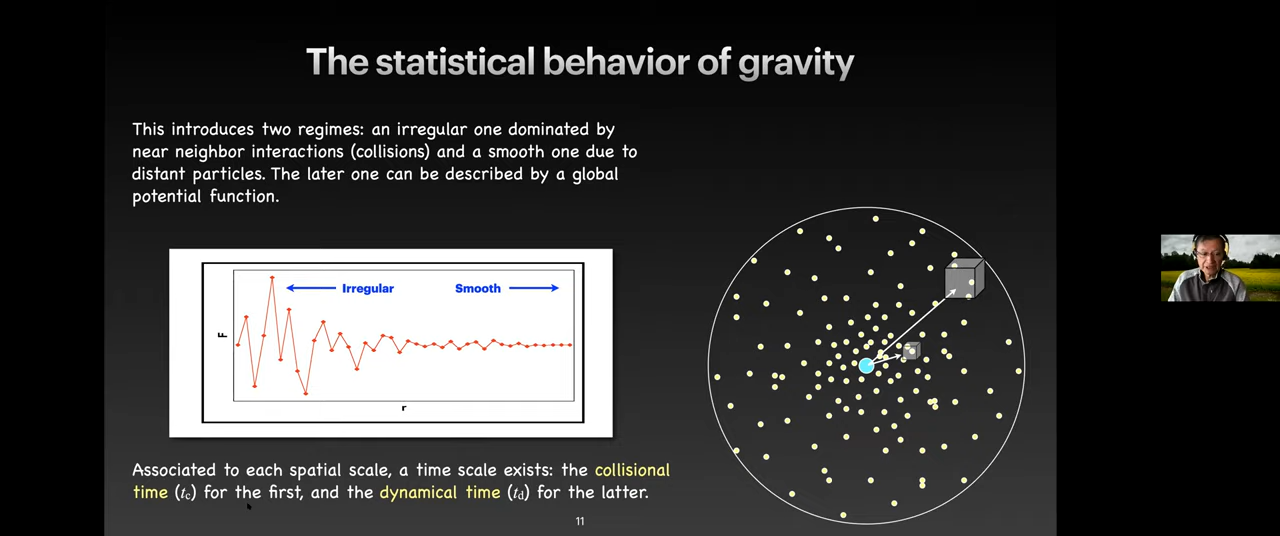 The statistical behavior of gravity
This introduces two regimes: an irregular one dominated by
near neighbor interactions (collisions) and a smooth one due to
distant particles. The later one can be described by a global
potential function.
Irregular
Smooth
F
r
Associated to each spatial scale, a time scale exists: the collisional
time (tc) for the first, and the dynamical time (td) for the latter.
11